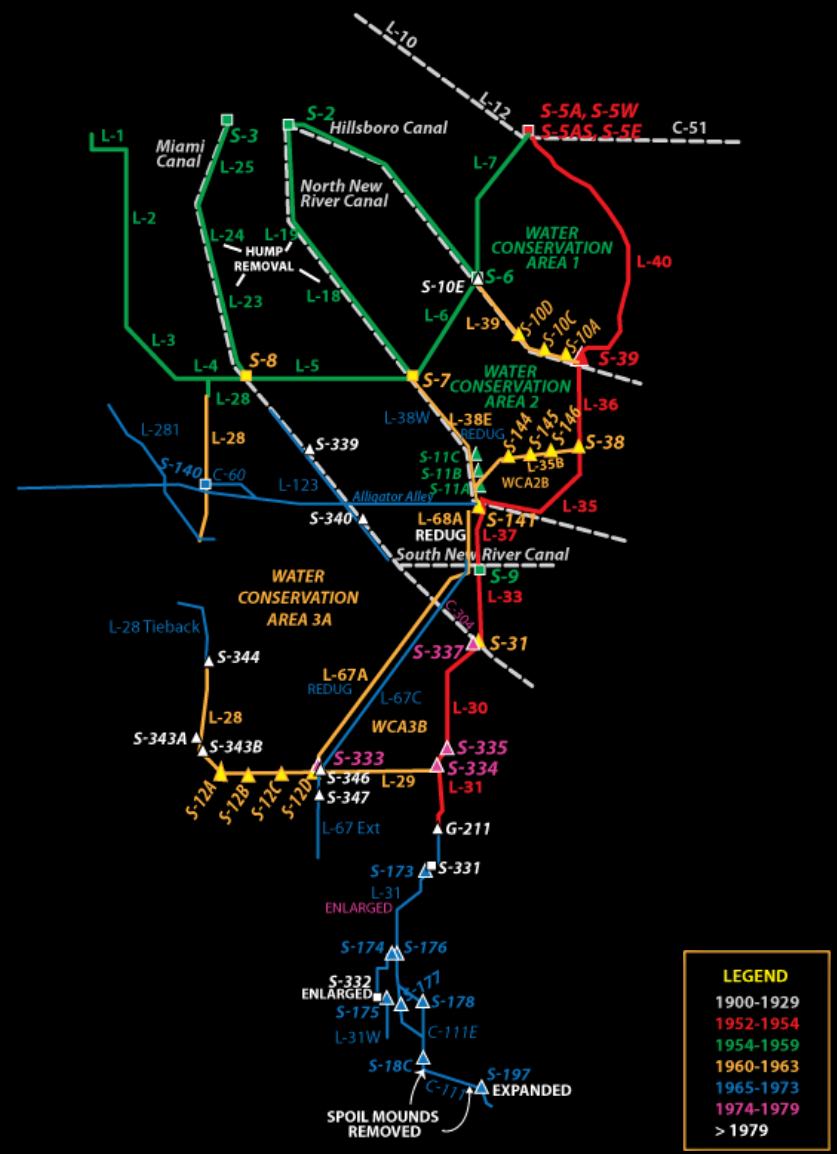 L-10
L-12
S-5A, S-5W
S-5AS, S-5E
C-51
L-1
S-3
S-2
Hillsboro Canal
Miami
Canal
L-25
L-7
North New
River Canal
L-2
L-24
L-19
HUMP
REMOVAL
WATER
CONSERVATION
AREA 1
L-40
S-10E
S-6
L-23
L-18
L-39
S-10D
S-10C
S-10A
L-6
L-3
L-4
S-8
L-5
S-7
S-39
L-28
WATER
CONSERVATION
AREA 2
L-36
L-38W
L-38E
REDUG
S-144
S-145
S-146
L-281
L-28
S-339
S-38
S-11C
S-11B
S-11A
L-35B
WCA2B
S-140
C-60
L-123
Alligator Alley
L-35
S-340
L-68A
REDUG
S-141
L-37
South New River Canal
S-9
WATER
CONSERVATION
AREA 3A
L-33
C-304
L-28 Tieback
S-337
S-31
S-344
L-67A
REDUG
L-67C
L-30
L-28
WCA3B
S-343A
S-343B
S-335
S-333
S-334
S-346
L-29
S-12A
S-12B
S-12C
S-12D
S-347
L-31
L-67 Ext
G-211
S-173
S-331
L-31
ENLARGED
S-174
S-176
S-332
ENLARGED
S-177
S-175
S-178
L-31W
C-111E
S-18C
S-197
C-111
EXPANDED
SPOIL MOUNDS
REMOVED
LEGEND
1900-1929
1952-1954
1954-1959
1960-1963
1965-1973
1974-1979
> 1979